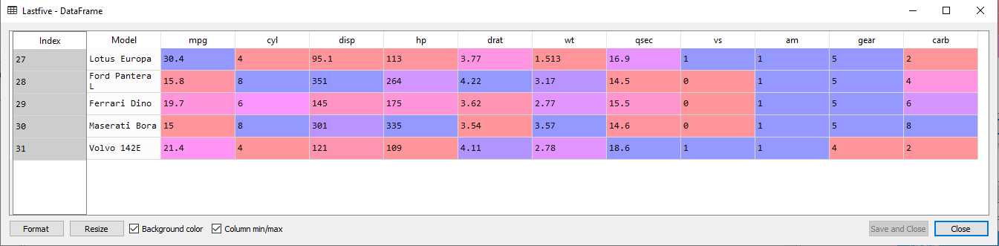 Lastfive - DataFrame
Index Model mpg cyl disp hp drat wt qsec vs am gear carb
27 Lotus Europa 30.4 4 95.1 113 3.77 1.513 16.9 1 1 5 2
28 Ford Pantera L 15.8 8 351 264 4.22 3.17 14.5 0 1 5 4
29 Ferrari Dino 19.7 6 145 175 3.62 2.77 15.5 0 1 5 6
30 Maserati Bora 15 8 301 335 3.54 3.57 14.6 0 1 5 8
31 Volvo 142E 21.4 4 121 109 4.11 2.78 18.6 1 1 4 2
Format Resize Background color Column min/max Save and Close Close